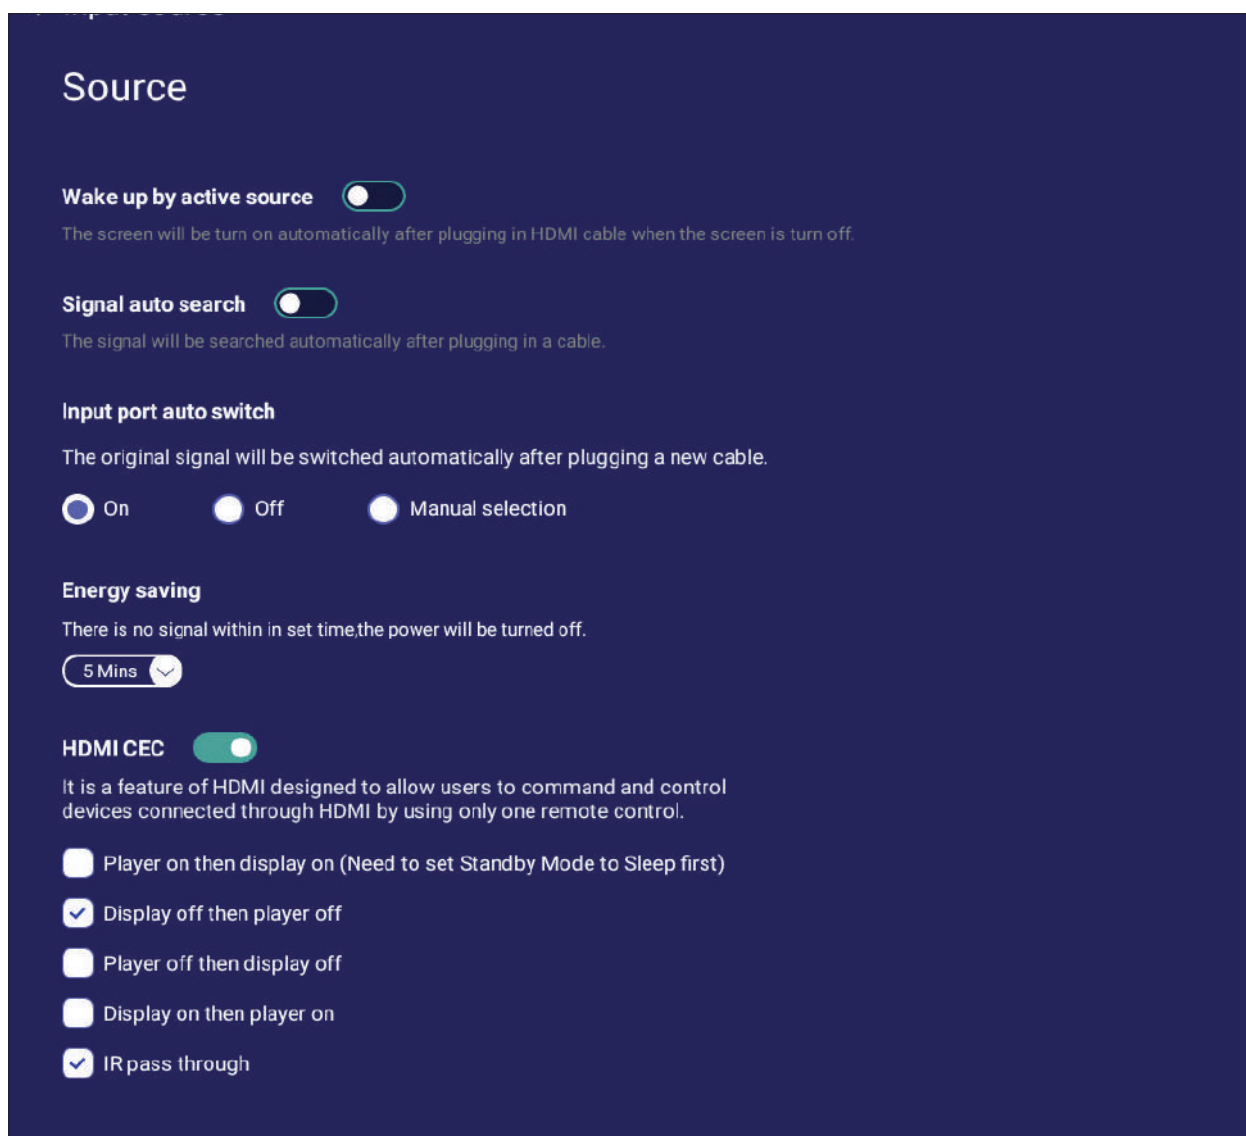 Input source
Source
Wake up by active source
The screen will be turn on automatically after plugging in HDMI cable when the screen is turn off.
Signal auto search
The signal will be searched automatically after plugging in a cable.
Input port auto switch
The original signal will be switched automatically after plugging a new cable.
On Off Manual selection
Energy saving
There is no signal within in set time,the power will be turned off.
5 Mins
HDMI CEC
It is a feature of HDMI designed to allow users to command and control
devices connected through HDMI by using only one remote control.
Player on then display on (Need to set Standby Mode to Sleep first)
Display off then player off
Player off then display off
Display on then player on
IR pass through